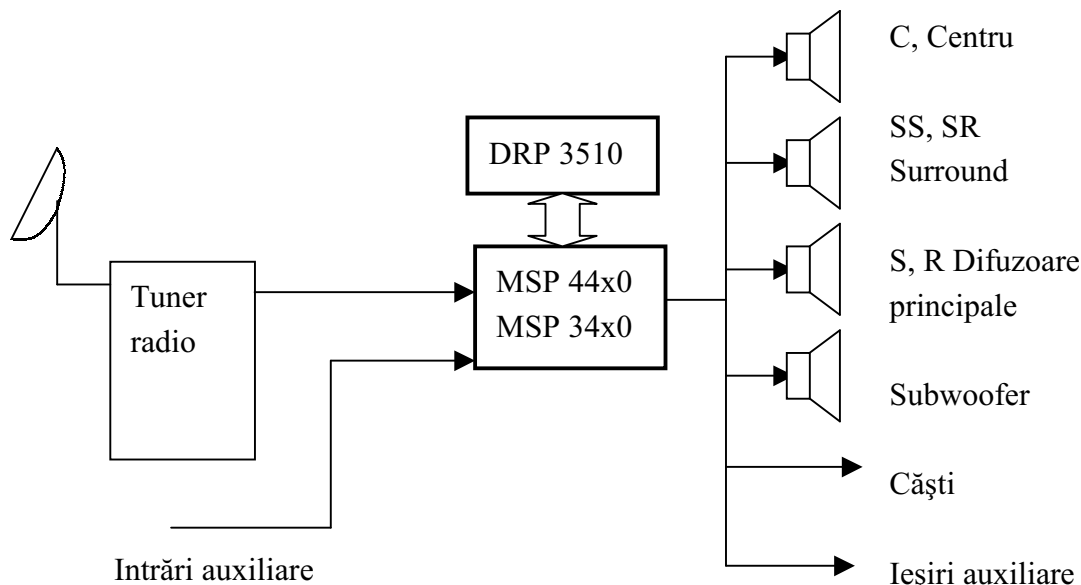 C, Centru
SS, SR
Surround
DRP 3510
S, R Difuzoare
principale
Tuner
radio
MSP 44x0
MSP 34x0
Subwoofer
Căşti
Intrări auxiliare
Iesiri auxiliare